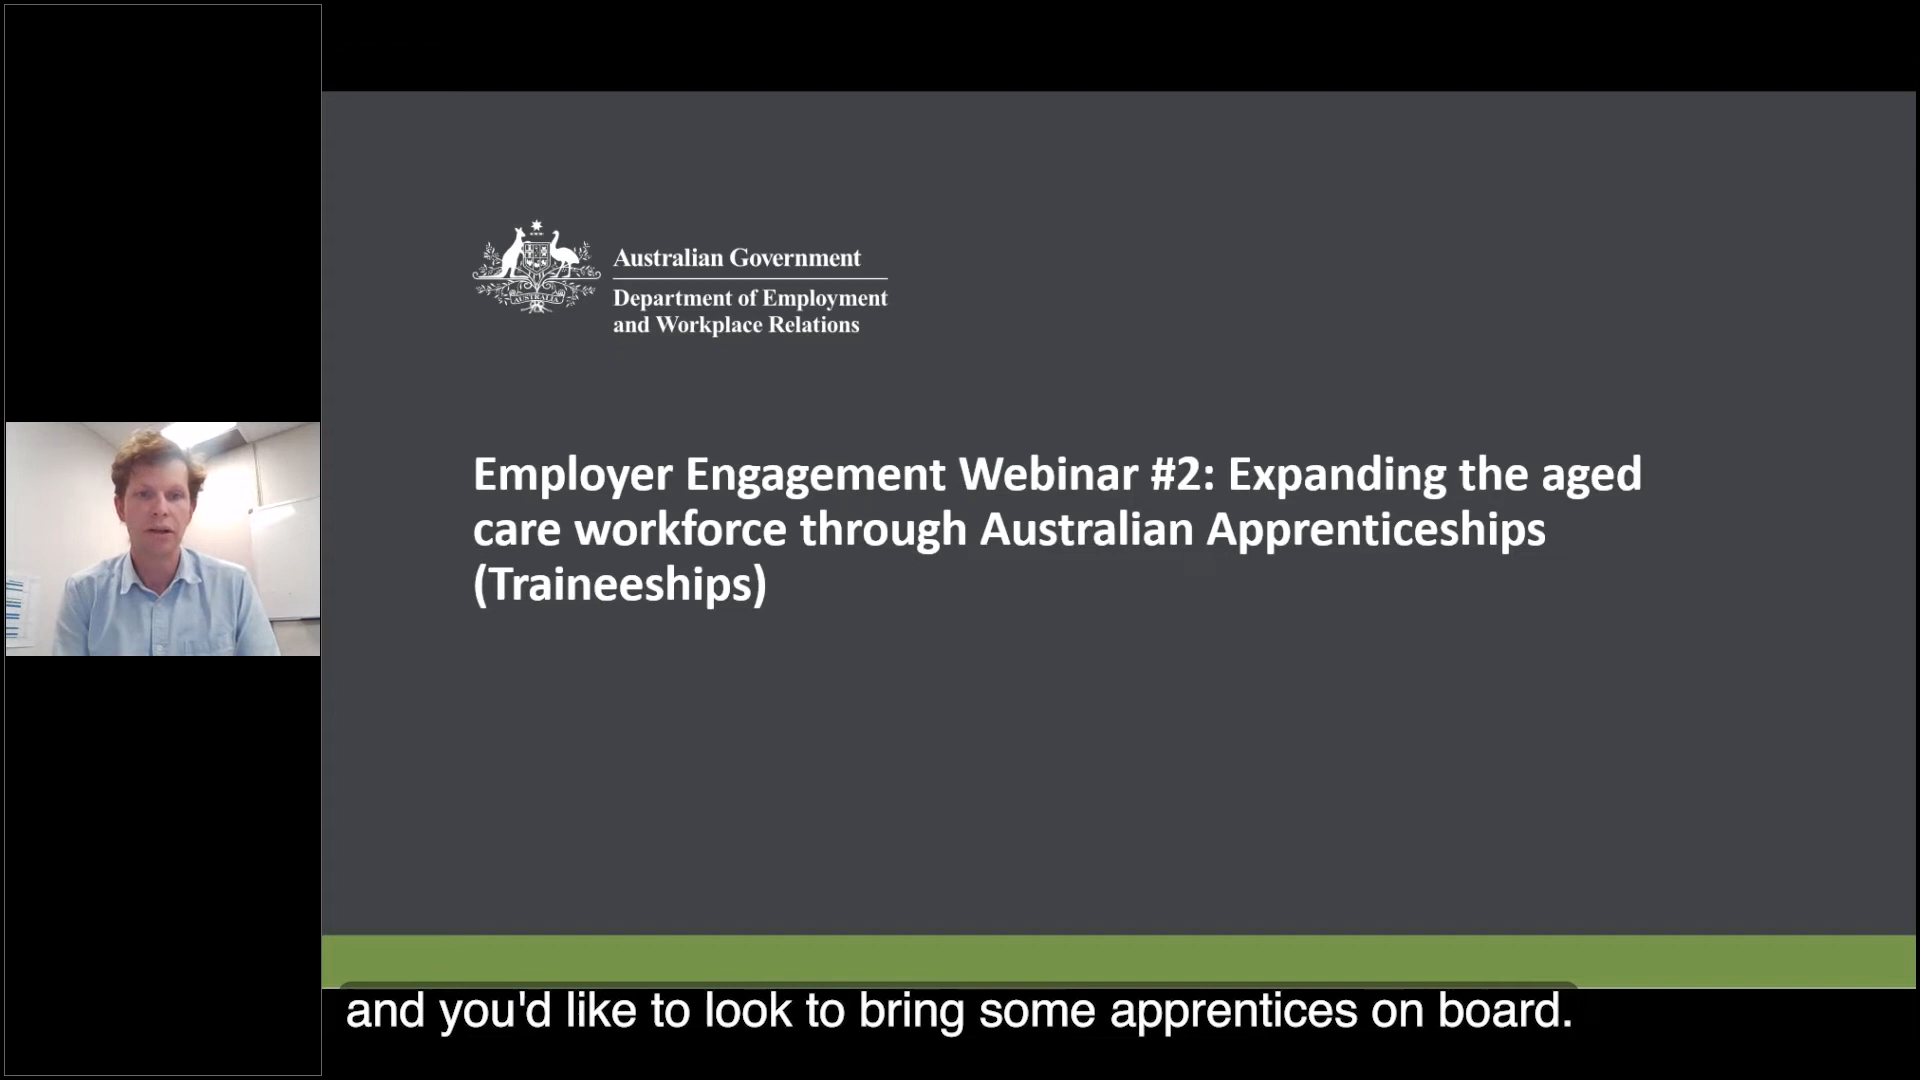 AUSTRALIA
Australian Government
Department of Employment
and Workplace Relations
Employer Engagement Webinar #2: Expanding the aged
care workforce through Australian Apprenticeships
(Traineeships)
and you'd like to look to bring some apprentices on board.